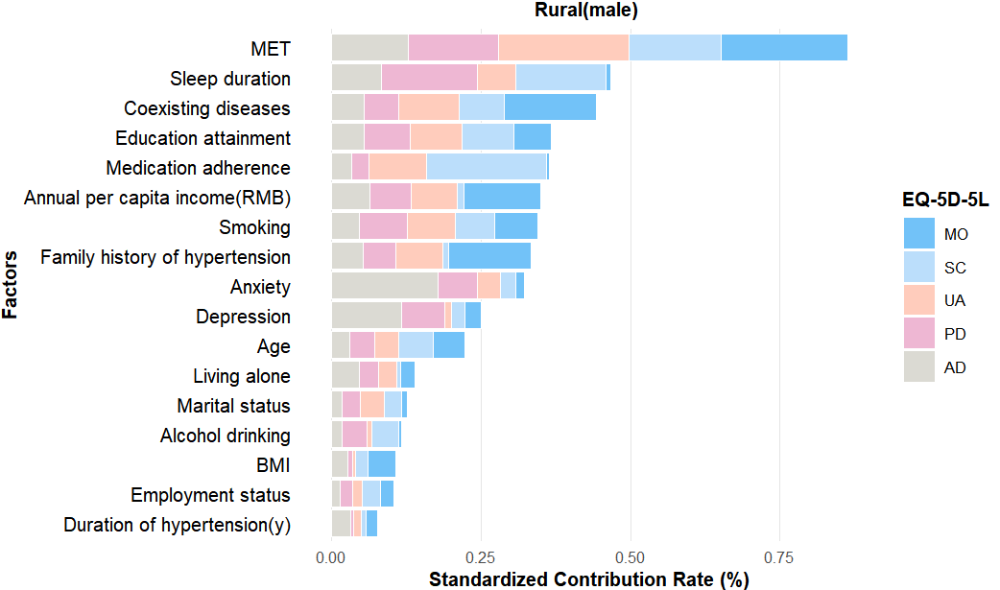 Rural(male)
MET
Sleep duration
Coexisting diseases
Education attainment
Medication adherence
Annual per capita income(RMB)
Smoking
Family history of hypertension
Anxiety
Depression
Age
Living alone
Marital status
Alcohol drinking
BMI
Employment status
Duration of hypertension(y)
Factors
0.00 0.25 0.50 0.75
Standardized Contribution Rate (%)
EQ-5D-5L
MO
SC
UA
PD
AD